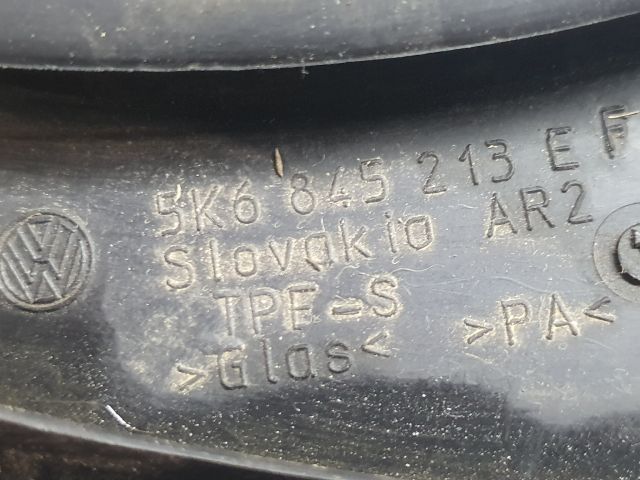 5K6 845 213 E F
Slovakia AR2
TPE-S
>Glas< >PA<